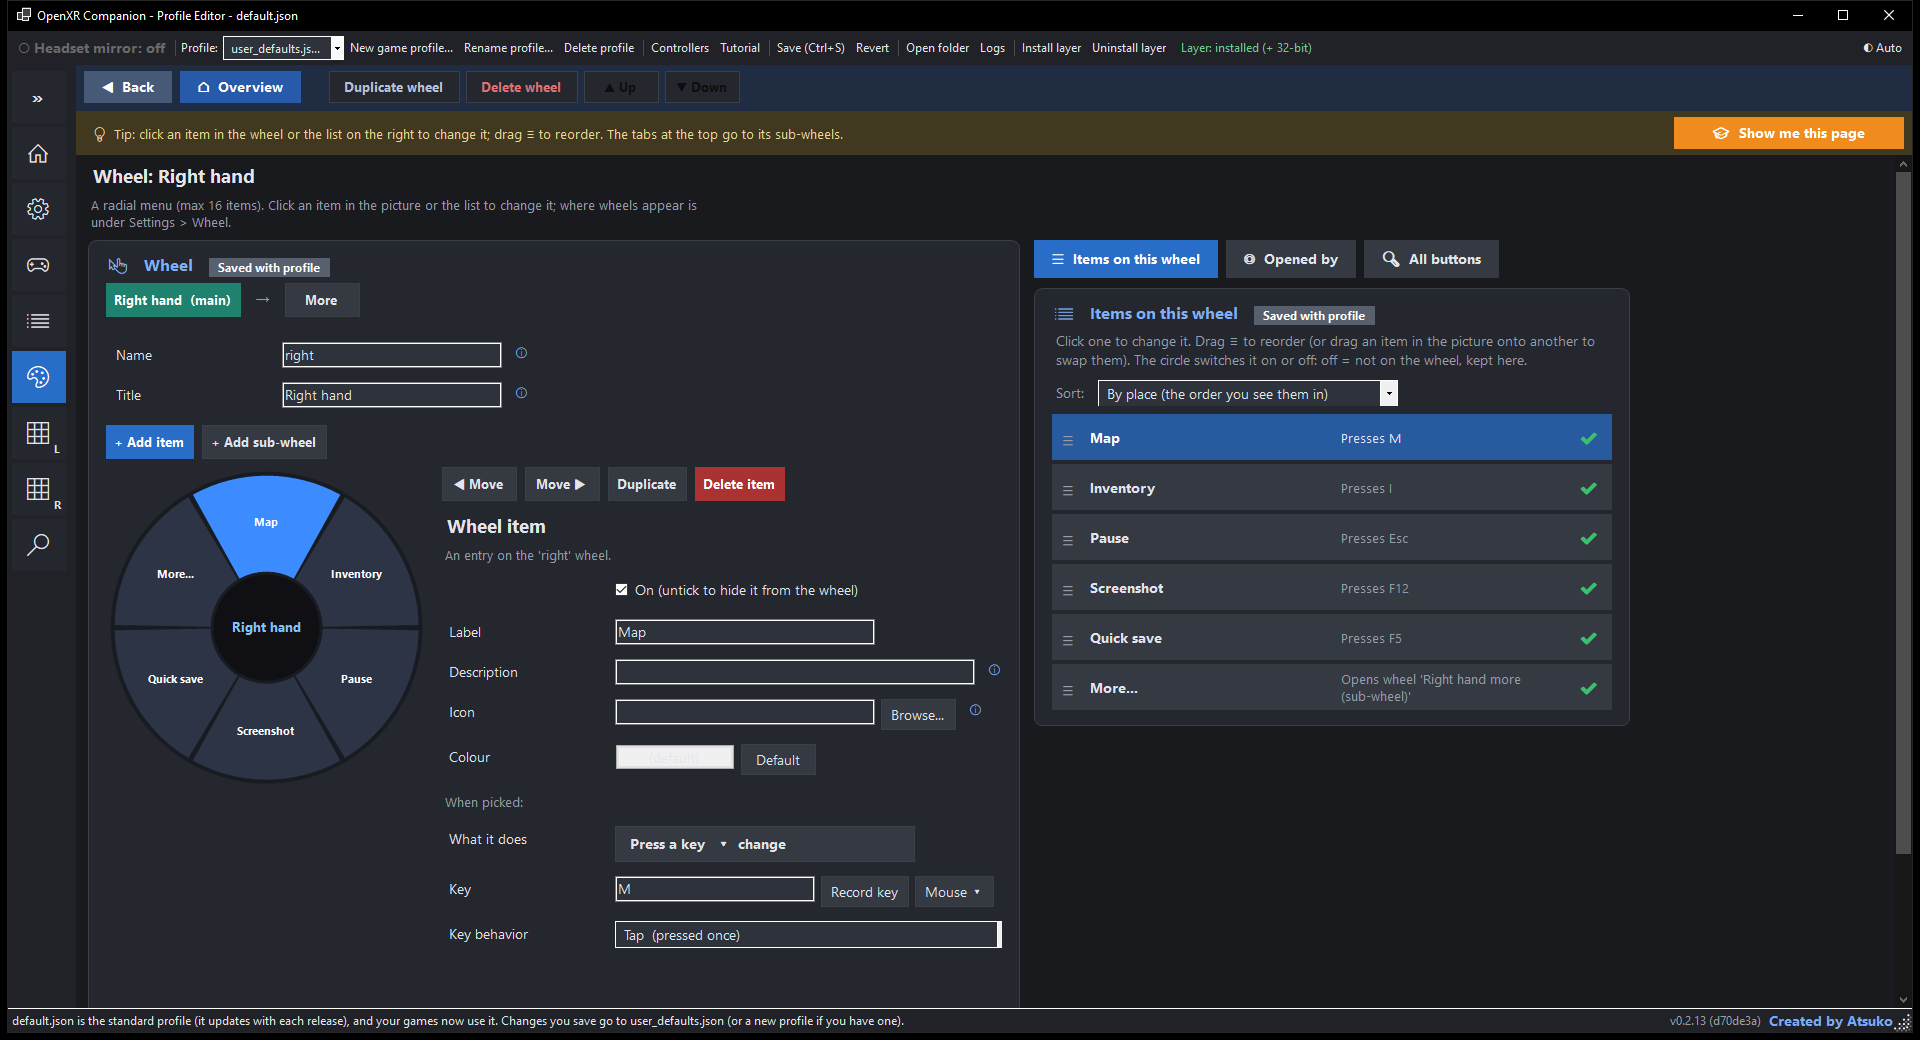 OpenXR Companion - Profile Editor - default.json
Headset mirror: off
Profile:
user_defaults.js...
New game profile...
Rename profile...
Delete profile
Controllers
Tutorial
Save (Ctrl+S)
Revert
Open folder
Logs
Install layer
Uninstall layer
Layer: installed (+ 32-bit)
Auto
»
Back
Overview
Duplicate wheel
Delete wheel
Up
Down
Tip: click an item in the wheel or the list on the right to change it; drag ≡ to reorder. The tabs at the top go to its sub-wheels.
Show me this page
Wheel: Right hand
A radial menu (max 16 items). Click an item in the picture or the list to change it; where wheels appear is
under Settings > Wheel.
L
R
Wheel
Saved with profile
Right hand (main)
→
More
Name
right
Title
Right hand
+ Add item
+ Add sub-wheel
Map
Inventory
Pause
Screenshot
Quick save
More...
Right hand
Move
Move
Duplicate
Delete item
Wheel item
An entry on the 'right' wheel.
On (untick to hide it from the wheel)
Label
Map
Description
Icon
Browse...
Colour
(default)
Default
When picked:
What it does
Press a key ▾ change
Key
M
Record key
Mouse ▾
Key behavior
Tap (pressed once)
Items on this wheel
Opened by
All buttons
Items on this wheel
Saved with profile
Click one to change it. Drag ≡ to reorder (or drag an item in the picture onto another to
swap them). The circle switches it on or off: off = not on the wheel, kept here.
Sort:
By place (the order you see them in)
Map
Presses M
Inventory
Presses I
Pause
Presses Esc
Screenshot
Presses F12
Quick save
Presses F5
More...
Opens wheel 'Right hand more
(sub-wheel)'
default.json is the standard profile (it updates with each release), and your games now use it. Changes you save go to user_defaults.json (or a new profile if you have one).
v0.2.13 (d70de3a)
Created by Atsuko